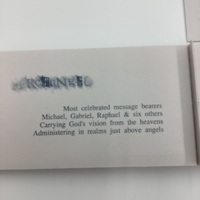 Most celebrated message bearers
Michael, Gabriel, Raphael & six others
Carrying God's vision from the heavens
Administering in realms just above angels